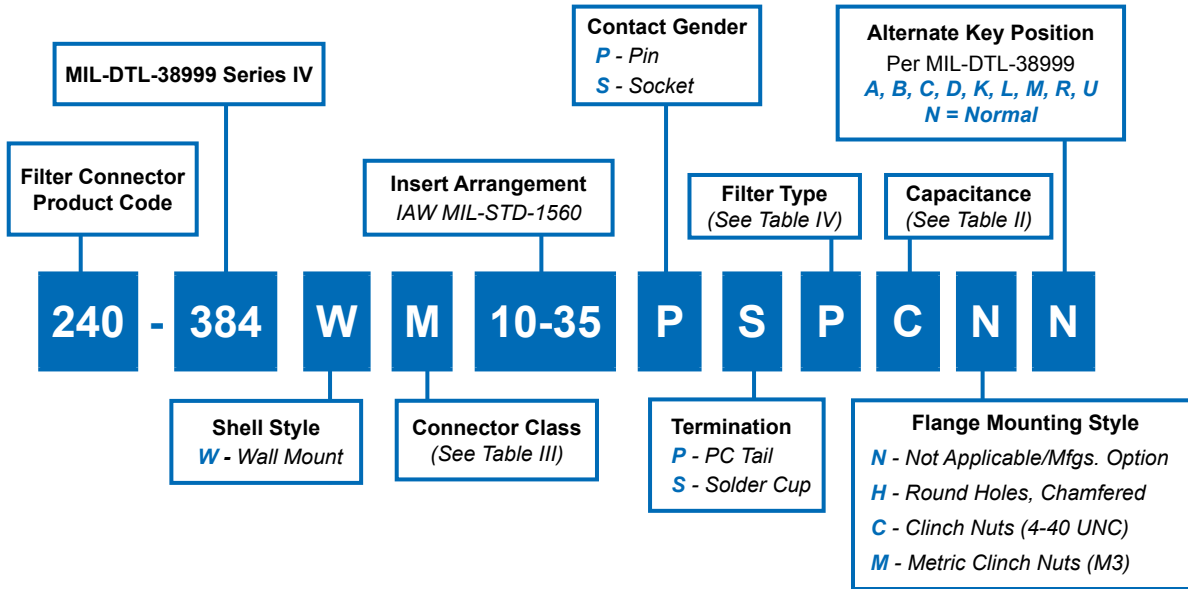 Contact Gender
P - Pin
S - Socket
Alternate Key Position
Per MIL-DTL-38999
A, B, C, D, K, L, M, R, U
N = Normal
MIL-DTL-38999 Series IV
Filter Connector
Product Code
Insert Arrangement
IAW MIL-STD-1560
Filter Type
(See Table IV)
Capacitance
(See Table II)
240 - 384 W M 10-35 P S P C N N
Shell Style
W - Wall Mount
Connector Class
(See Table III)
Termination
P - PC Tail
S - Solder Cup
Flange Mounting Style
N - Not Applicable/Mfgs. Option
H - Round Holes, Chamfered
C - Clinch Nuts (4-40 UNC)
M - Metric Clinch Nuts (M3)